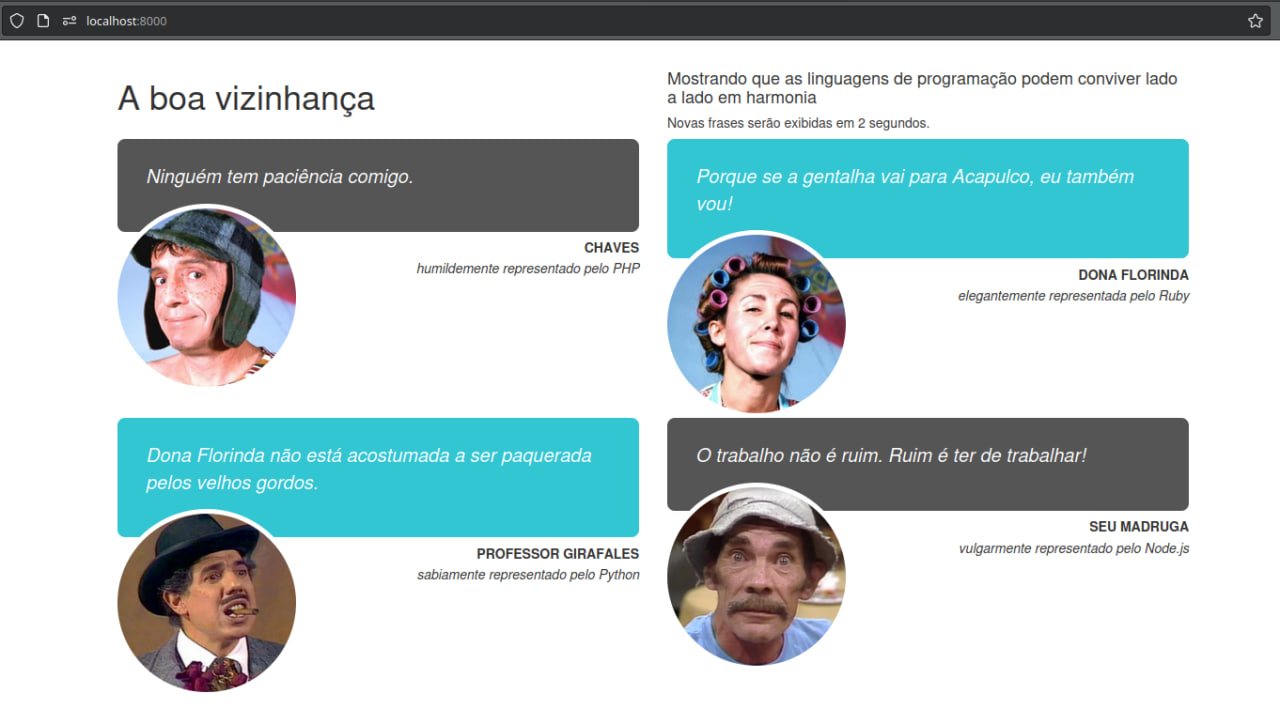 localhost:8000
A boa vizinhança
Mostrando que as linguagens de programação podem conviver lado
a lado em harmonia
Novas frases serão exibidas em 2 segundos.
Ninguém tem paciência comigo.
CHAVES
humildemente representado pelo PHP
Porque se a gentalha vai para Acapulco, eu também
vou!
DONA FLORINDA
elegantemente representada pelo Ruby
Dona Florinda não está acostumada a ser paquerada
pelos velhos gordos.
PROFESSOR GIRAFALES
sabiamente representado pelo Python
O trabalho não é ruim. Ruim é ter de trabalhar!
SEU MADRUGA
vulgarmente representado pelo Node.js